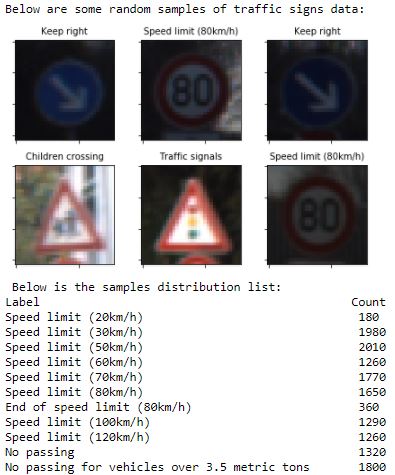 Below are some random samples of traffic signs data:
Keep right
Speed limit (80km/h)
Keep right
80
Children crossing
Traffic signals
Speed limit (80km/h)
80
Below is the samples distribution list:
Label Count
Speed limit (20km/h) 180
Speed limit (30km/h) 1980
Speed limit (50km/h) 2010
Speed limit (60km/h) 1260
Speed limit (70km/h) 1770
Speed limit (80km/h) 1650
End of speed limit (80km/h) 360
Speed limit (100km/h) 1290
Speed limit (120km/h) 1260
No passing 1320
No passing for vehicles over 3.5 metric tons 1800